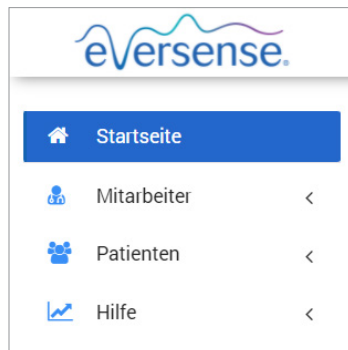 eversense.
Startseite
Mitarbeiter
Patienten
Hilfe